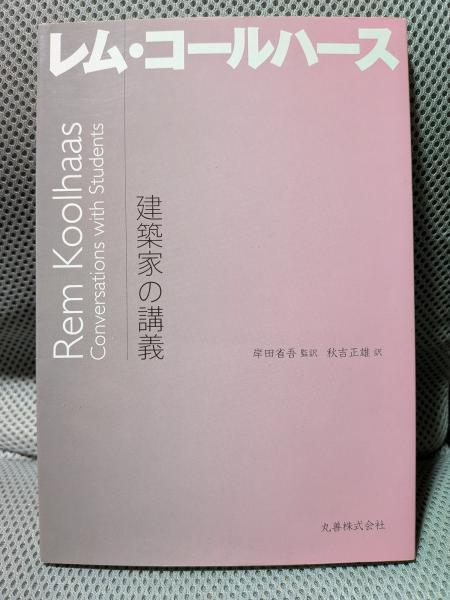 レム・コールハース
Rem Koolhaas
Conversations with Students
建築家の講義
岸田省吾 監訳 秋吉正雄 訳
丸善株式会社